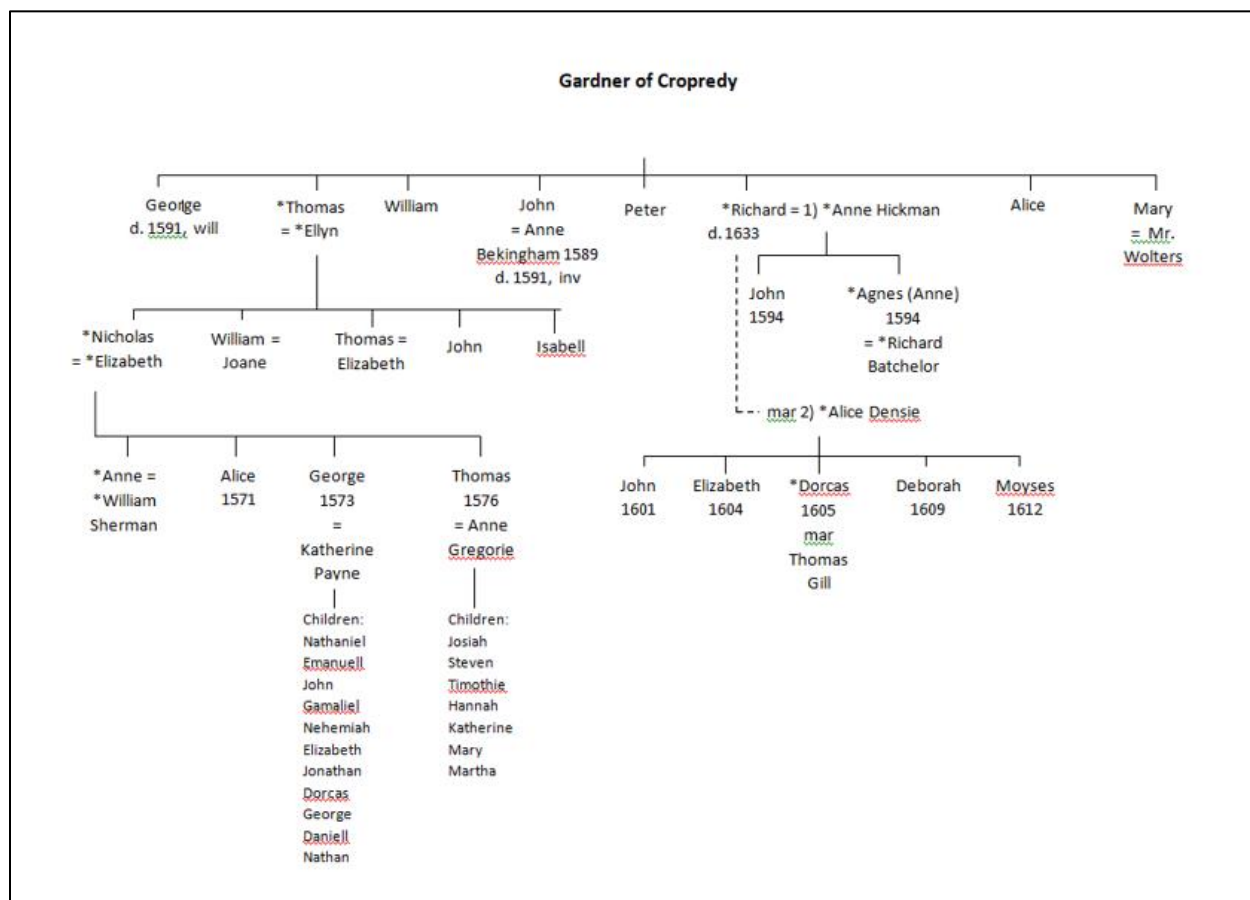 Gardner of Cropredy
George
d. 1591, will
*Thomas
= *Ellyn
William
John
= Anne
Bekingham 1589
d. 1591, inv
Peter
*Richard = 1) *Anne Hickman
d. 1633
Alice
Mary
= Mr.
Wolters
John
1594
*Agnes (Anne)
1594
= *Richard
Batchelor
*Nicholas
= *Elizabeth
William =
Joane
Thomas =
Elizabeth
John
Isabell
mar 2) *Alice Densie
*Anne =
*William
Sherman
Alice
1571
George
1573
=
Katherine
Payne
Thomas
1576
= Anne
Gregorie
John
1601
Elizabeth
1604
*Dorcas
1605
mar
Thomas
Gill
Deborah
1609
Moyses
1612
Children:
Nathaniel
Emanuell
John
Gamaliel
Nehemiah
Elizabeth
Jonathan
Dorcas
George
Daniell
Nathan
Children:
Josiah
Steven
Timothie
Hannah
Katherine
Mary
Martha